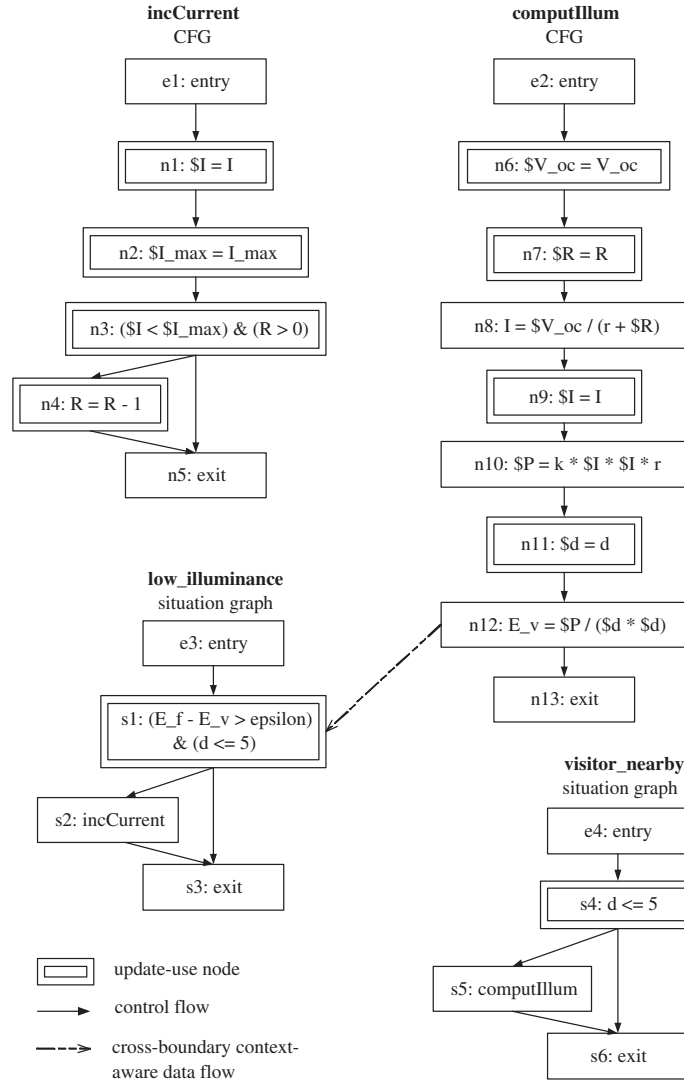 incCurrent
CFG
e1: entry
n1: $I = I
n2: $I_max = I_max
n3: ($I < $I_max) & (R > 0)
n4: R = R - 1
n5: exit
computIllum
CFG
e2: entry
n6: $V_oc = V_oc
n7: $R = R
n8: I = $V_oc / (r + $R)
n9: $I = I
n10: $P = k * $I * $I * r
n11: $d = d
n12: E_v = $P / ($d * $d)
n13: exit
low_illuminance
situation graph
e3: entry
s1: (E_f - E_v > epsilon)
& (d <= 5)
s2: incCurrent
s3: exit
visitor_nearby
situation graph
e4: entry
s4: d <= 5
s5: computIllum
s6: exit
update-use node
control flow
cross-boundary context-
aware data flow